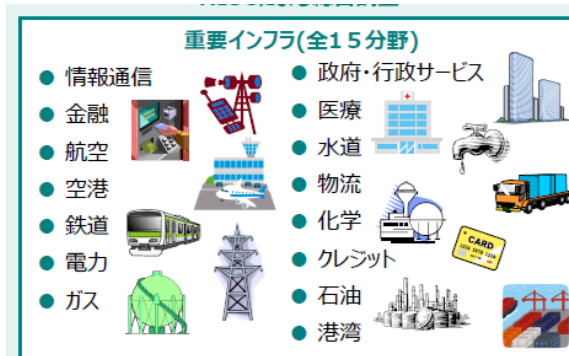 重要インフラ(全15分野)
● 情報通信
● 金融
● 航空
● 空港
● 鉄道
● 電力
● ガス
● 政府・行政サービス
● 医療
● 水道
● 物流
● 化学
● クレジット
● 石油
● 港湾
CARD